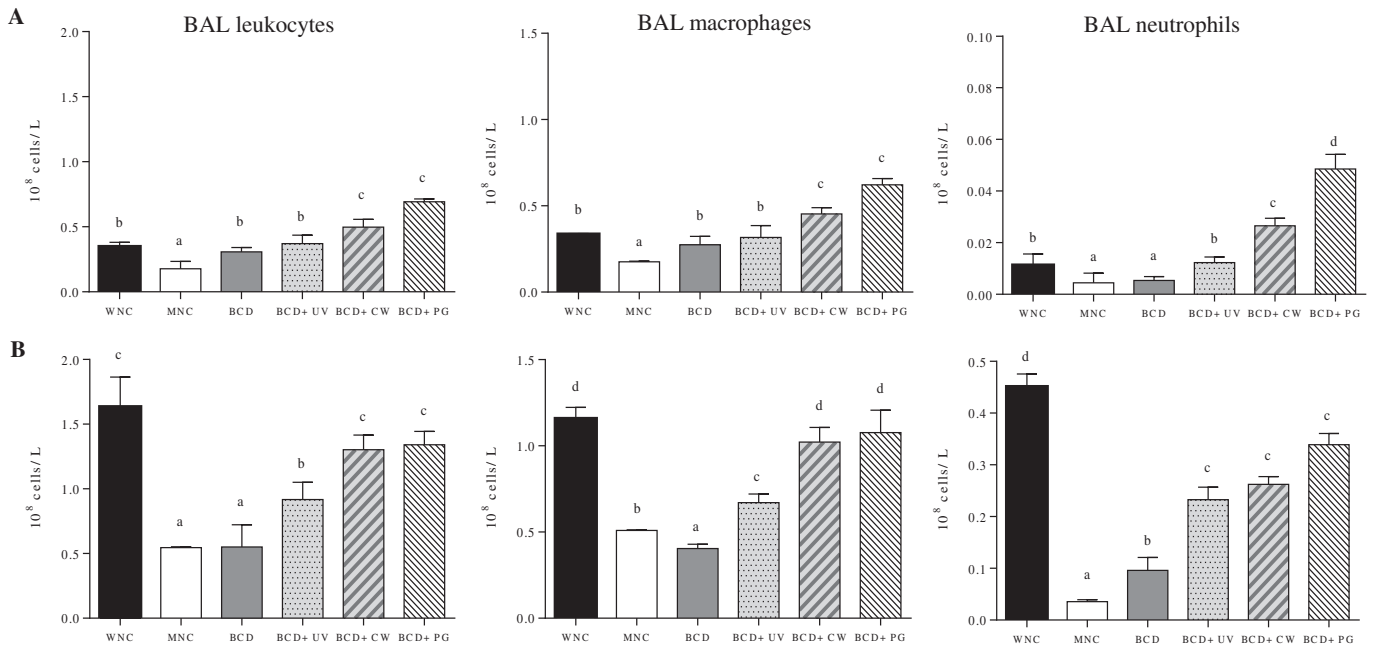 A
BAL leukocytes
BAL macrophages
BAL neutrophils
10⁸ cells/ L
2.0
1.5
1.0
0.5
0.0
b
a
b
b
c
c
WNC MNC BCD BCD+ UV BCD+ CW BCD+ PG
10⁸ cells/ L
1.5
1.0
0.5
0.0
b
a
b
b
c
c
WNC MNC BCD BCD+ UV BCD+ CW BCD+ PG
10⁸ cells/ L
0.10
0.08
0.06
0.04
0.02
0.00
b
a
a
b
c
d
WNC MNC BCD BCD+ UV BCD+ CW BCD+ PG
B
10⁸ cells/ L
2.0
1.5
1.0
0.5
0.0
c
a
a
b
c
c
WNC MNC BCD BCD+ UV BCD+ CW BCD+ PG
10⁸ cells/ L
1.5
1.0
0.5
0.0
d
b
a
c
d
d
WNC MNC BCD BCD+ UV BCD+ CW BCD+ PG
10⁸ cells/ L
0.5
0.4
0.3
0.2
0.1
0.0
d
a
b
c
c
c
WNC MNC BCD BCD+ UV BCD+ CW BCD+ PG